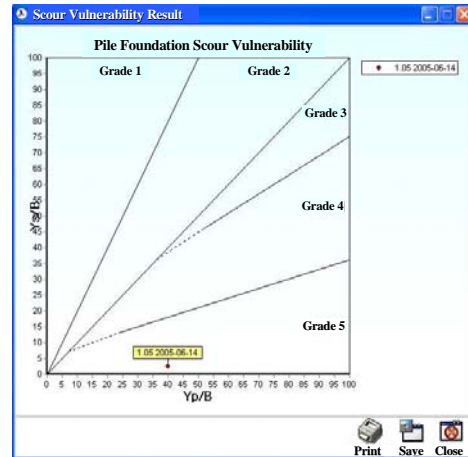 Scour Vulnerability Result
Pile Foundation Scour Vulnerability
Grade 1
Grade 2
Grade 3
Grade 4
Grade 5
1.05 2005-06-14
100
95
90
85
80
75
70
65
60
55
50
45
40
35
30
25
20
15
10
5
0
Ys/B
1.05 2005-06-14
0 5 10 15 20 25 30 35 40 45 50 55 60 65 70 75 80 85 90 95 100
Yp/B
Print Save Close